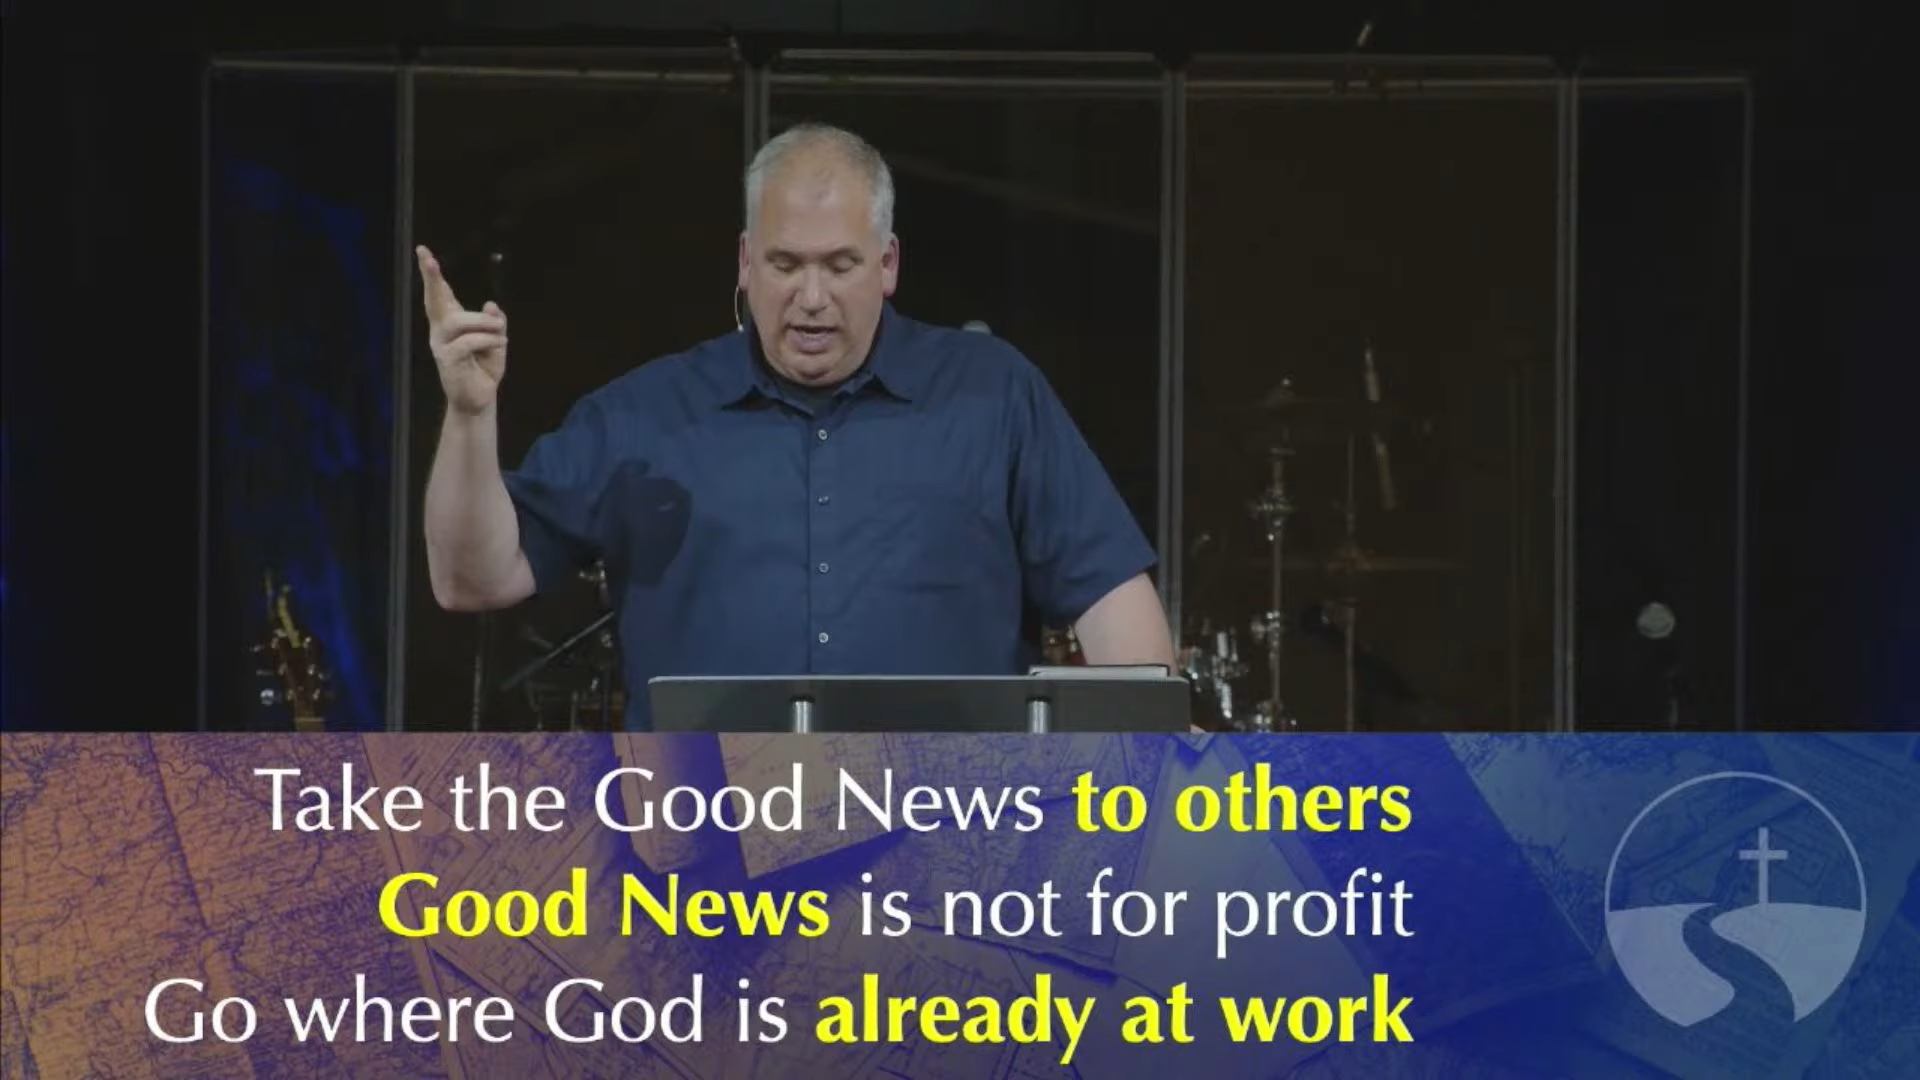 Take the Good News to others
Good News is not for profit
Go where God is already at work